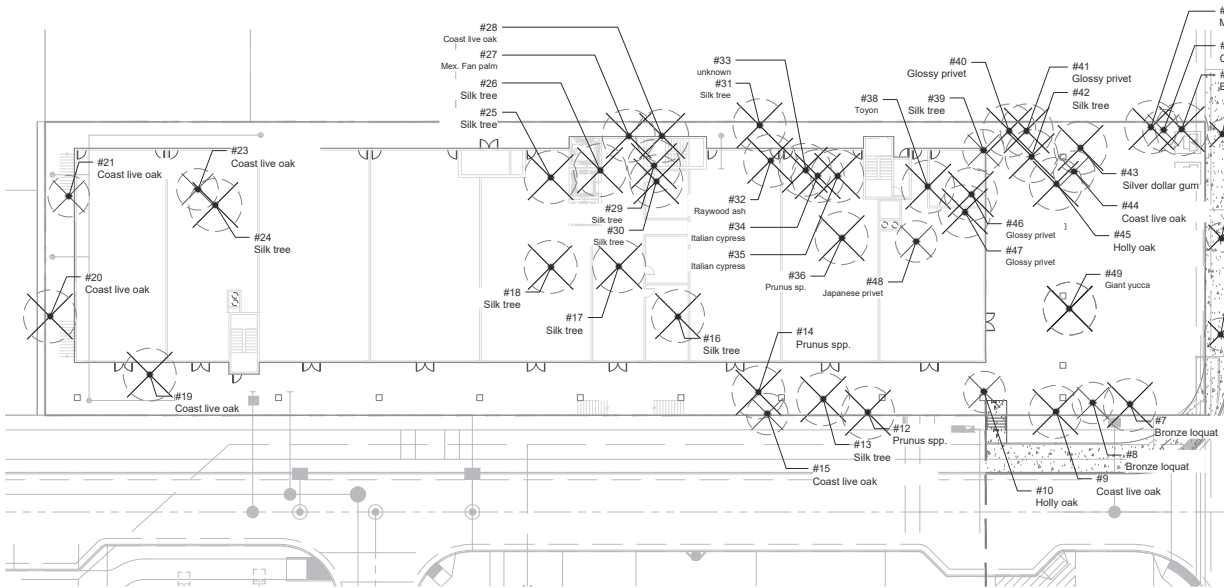 #28
Coast live oak
#27
Mex. Fan palm
#26
Silk tree
#25
Silk tree
#33
unknown
#31
Silk tree
#40
Glossy privet
#41
Glossy privet
#42
Silk tree
#38
Toyon
#39
Silk tree
#21
Coast live oak
#23
Coast live oak
#24
Silk tree
#29
Silk tree
#30
Silk tree
#32
Raywood ash
#34
Italian cypress
#35
Italian cypress
#36
Prunus sp.
#48
Japanese privet
#46
Glossy privet
#47
Glossy privet
#43
Silver dollar gum
#44
Coast live oak
#45
Holly oak
#49
Giant yucca
#20
Coast live oak
#18
Silk tree
#17
Silk tree
#16
Silk tree
#14
Prunus spp.
#19
Coast live oak
#12
Prunus spp.
#13
Silk tree
#15
Coast live oak
#7
Bronze loquat
#8
Bronze loquat
#9
Coast live oak
#10
Holly oak